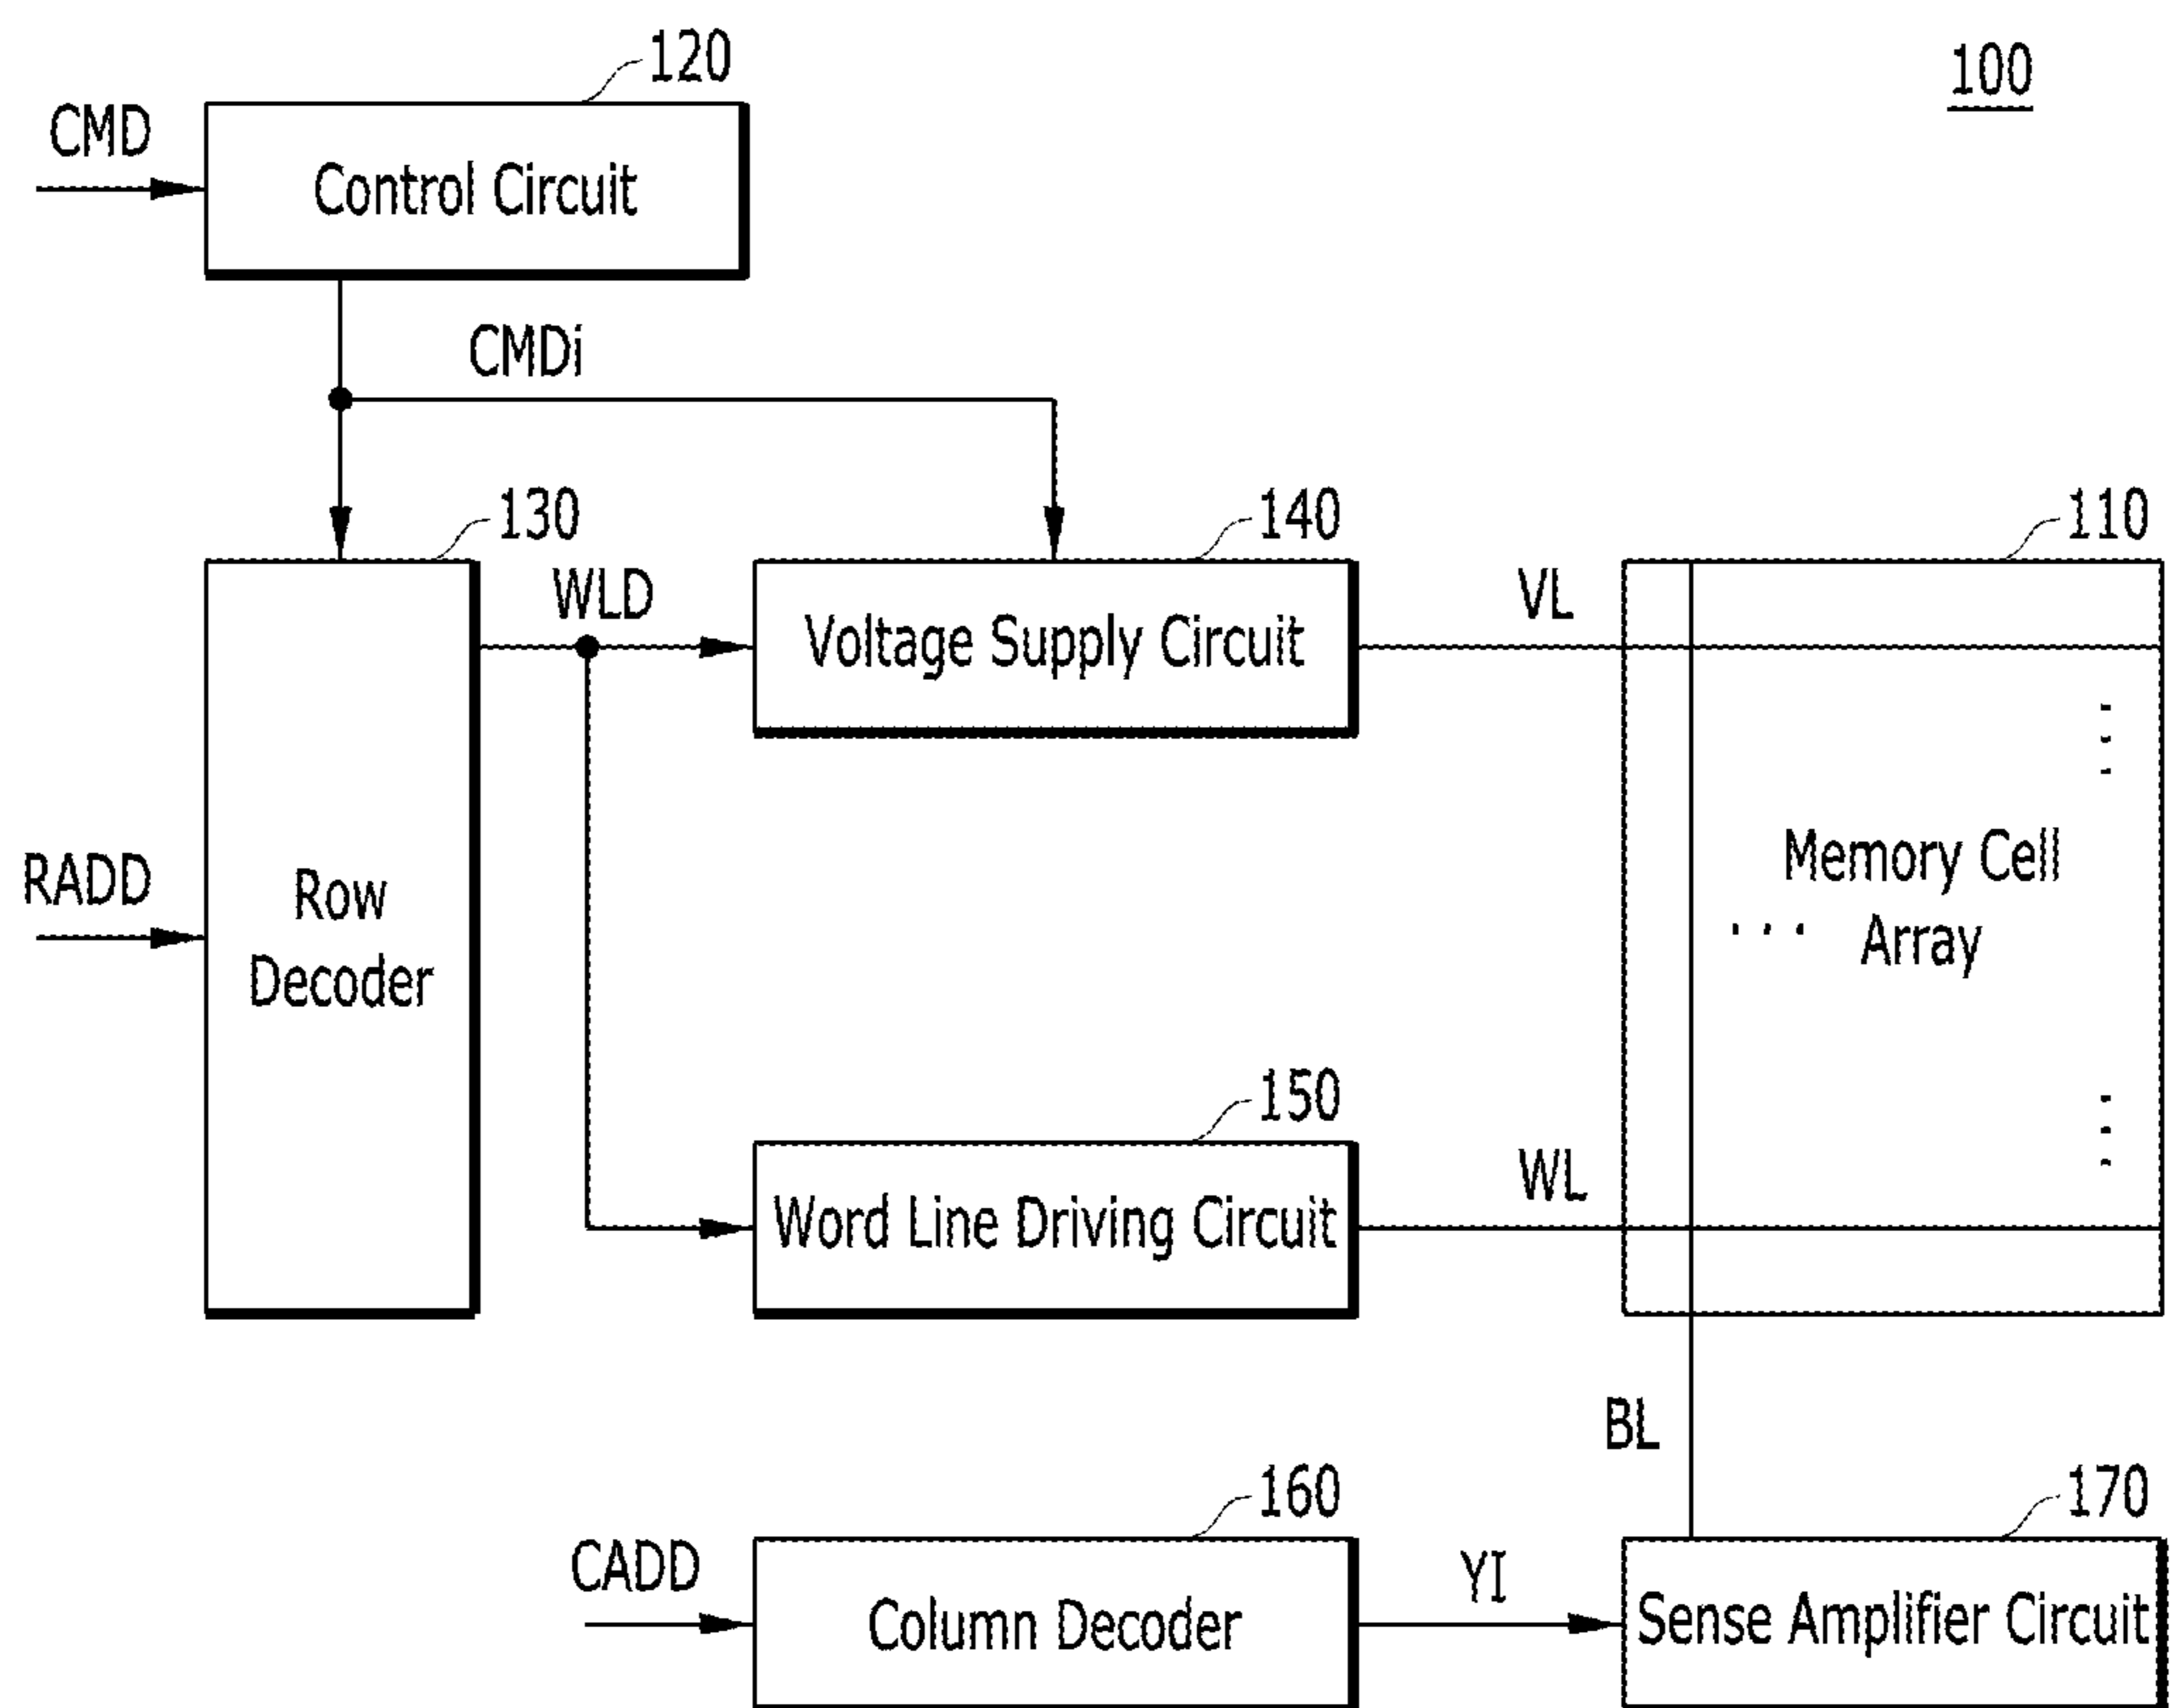 120
100
CMD
Control Circuit
CMDi
130
140
110
WLD
VL
Voltage Supply Circuit
RADD
Row
Decoder
Memory Cell
Array
150
WL
Word Line Driving Circuit
BL
160
170
CADD
YI
Column Decoder
Sense Amplifier Circuit